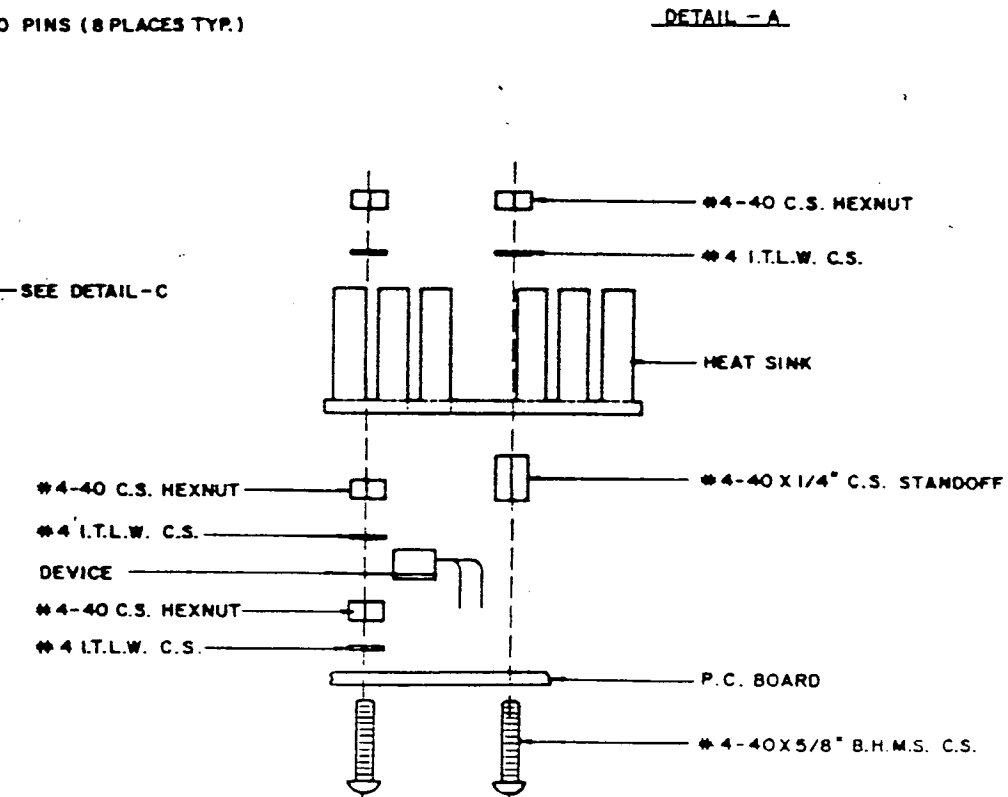 O PINS (8 PLACES TYP.)
DETAIL - A
#4-40 C.S. HEXNUT
#4 I.T.L.W. C.S.
SEE DETAIL-C
HEAT SINK
#4-40 C.S. HEXNUT
#4-40 X 1/4" C.S. STANDOFF
#4 I.T.L.W. C.S.
DEVICE
#4-40 C.S. HEXNUT
#4 I.T.L.W. C.S.
P.C. BOARD
#4-40 X 5/8" B.H.M.S. C.S.